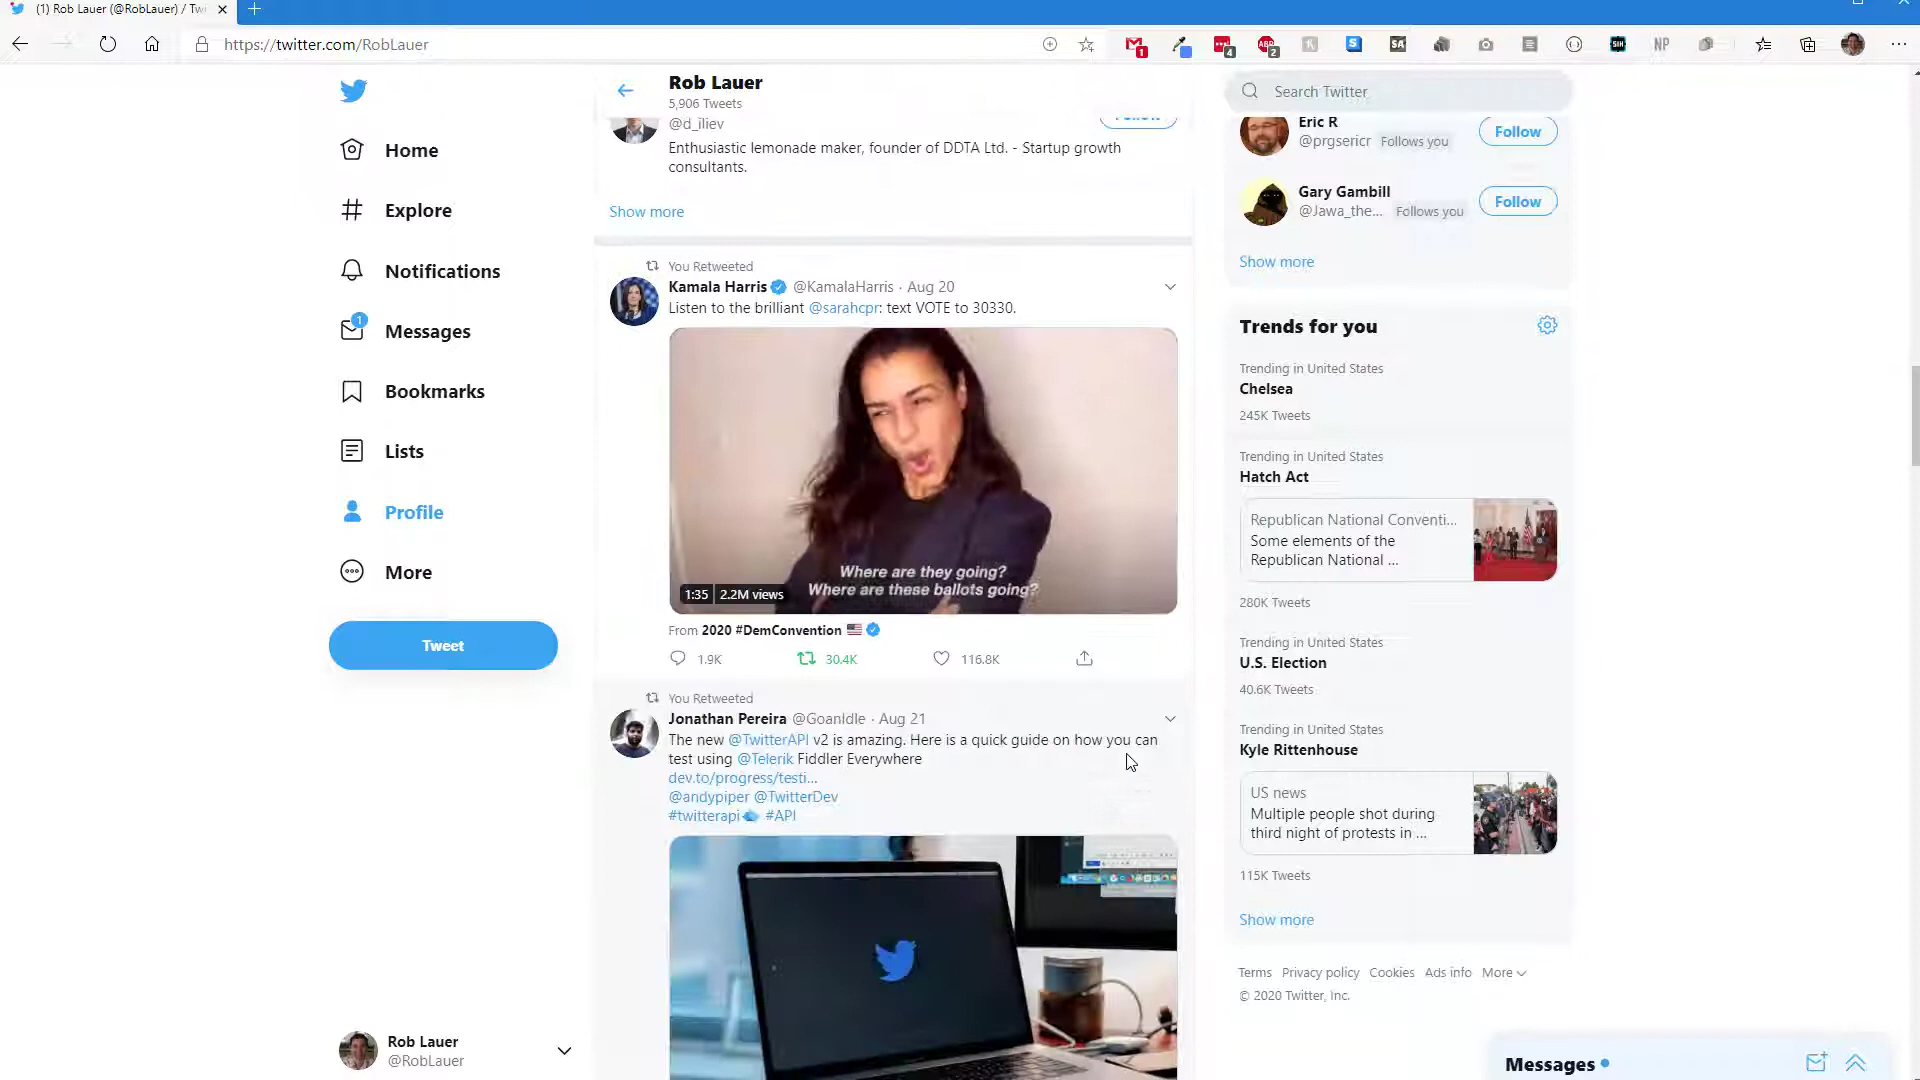 (1) Rob Lauer (@RobLauer) / Tw
https://twitter.com/RobLauer
1
4
ABP
2
S
SA
SIH
NP
Home
Explore
Notifications
1
Messages
Bookmarks
Lists
Profile
More
Tweet
Rob Lauer
@RobLauer
Rob Lauer
5,906 Tweets
@d_iliev
Follow
Enthusiastic lemonade maker, founder of DDTA Ltd. - Startup growth
consultants.
Show more
You Retweeted
Kamala Harris @KamalaHarris · Aug 20
Listen to the brilliant @sarahcpr: text VOTE to 30330.
Where are they going?
Where are these ballots going?
1:35 2.2M views
From 2020 #DemConvention
1.9K 30.4K 116.8K
You Retweeted
Jonathan Pereira @GoanIdle · Aug 21
The new @TwitterAPI v2 is amazing. Here is a quick guide on how you can
test using @Telerik Fiddler Everywhere
dev.to/progress/testi...
@andypiper @TwitterDev
#twitterapi #API
Search Twitter
Eric R
@prgsericr Follows you
Follow
Gary Gambill
@Jawa_the... Follows you
Follow
Show more
Trends for you
Trending in United States
Chelsea
245K Tweets
Trending in United States
Hatch Act
Republican National Conventi...
Some elements of the
Republican National ...
280K Tweets
Trending in United States
U.S. Election
40.6K Tweets
Trending in United States
Kyle Rittenhouse
US news
Multiple people shot during
third night of protests in ...
115K Tweets
Show more
Terms Privacy policy Cookies Ads info More
© 2020 Twitter, Inc.
Messages